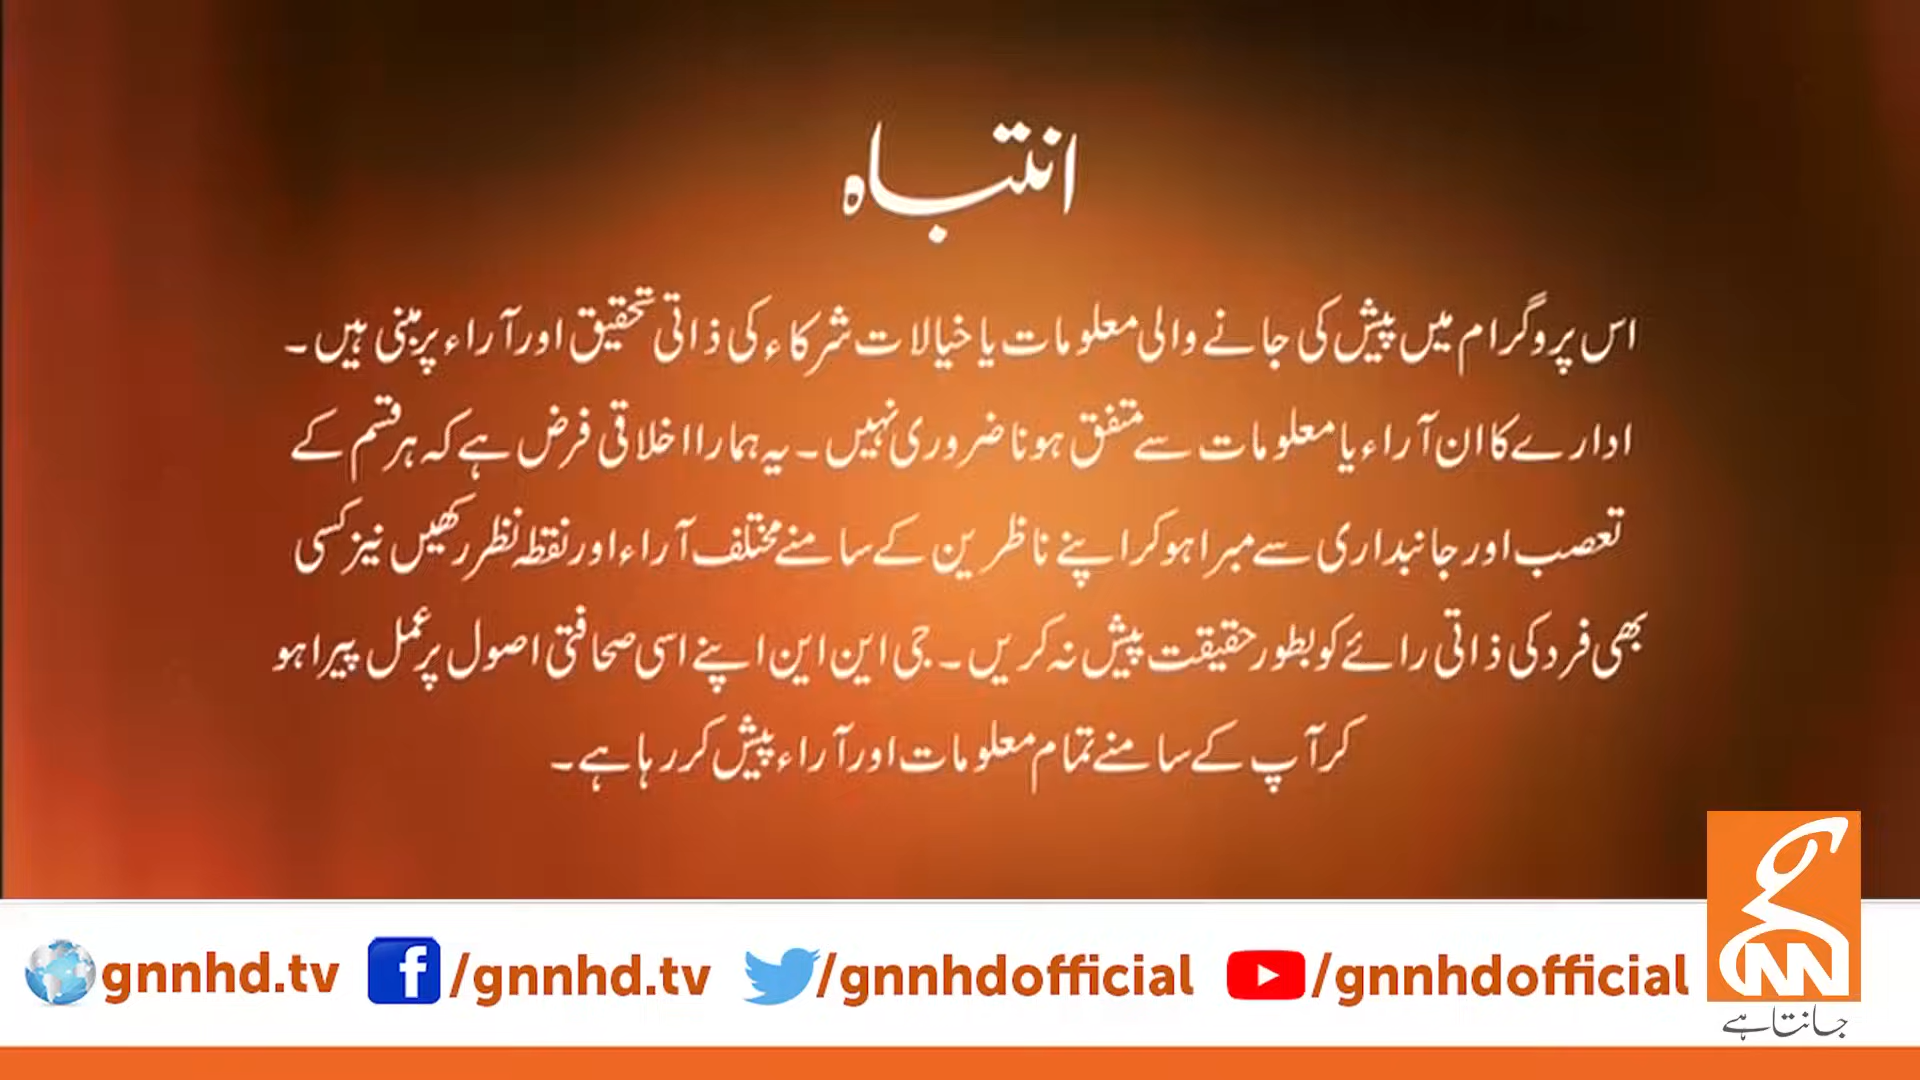 انتباہ
اس پروگرام میں پیش کی جانے والی معلومات یا خیالات شرکاء کی ذاتی تحقیق اور آراء پر مبنی ہیں۔
ادارے کا ان آراء یا معلومات سے متفق ہونا ضروری نہیں۔ یہ ہمارا اخلاقی فرض ہے کہ ہر قسم کے
تعصب اور جانبداری سے مبرا ہو کر اپنے ناظرین کے سامنے مختلف آراء اور نقطہ نظر رکھیں نیز کسی
بھی فرد کی ذاتی رائے کو بطور حقیقت پیش نہ کریں۔ جی این این اپنے اسی صحافتی اصول پر عمل پیرا ہو
کر آپ کے سامنے تمام معلومات اور آراء پیش کر رہا ہے۔
gnnhd.tv /gnnhd.tv /gnnhdofficial /gnnhdofficial
GNN
جانتا ہے